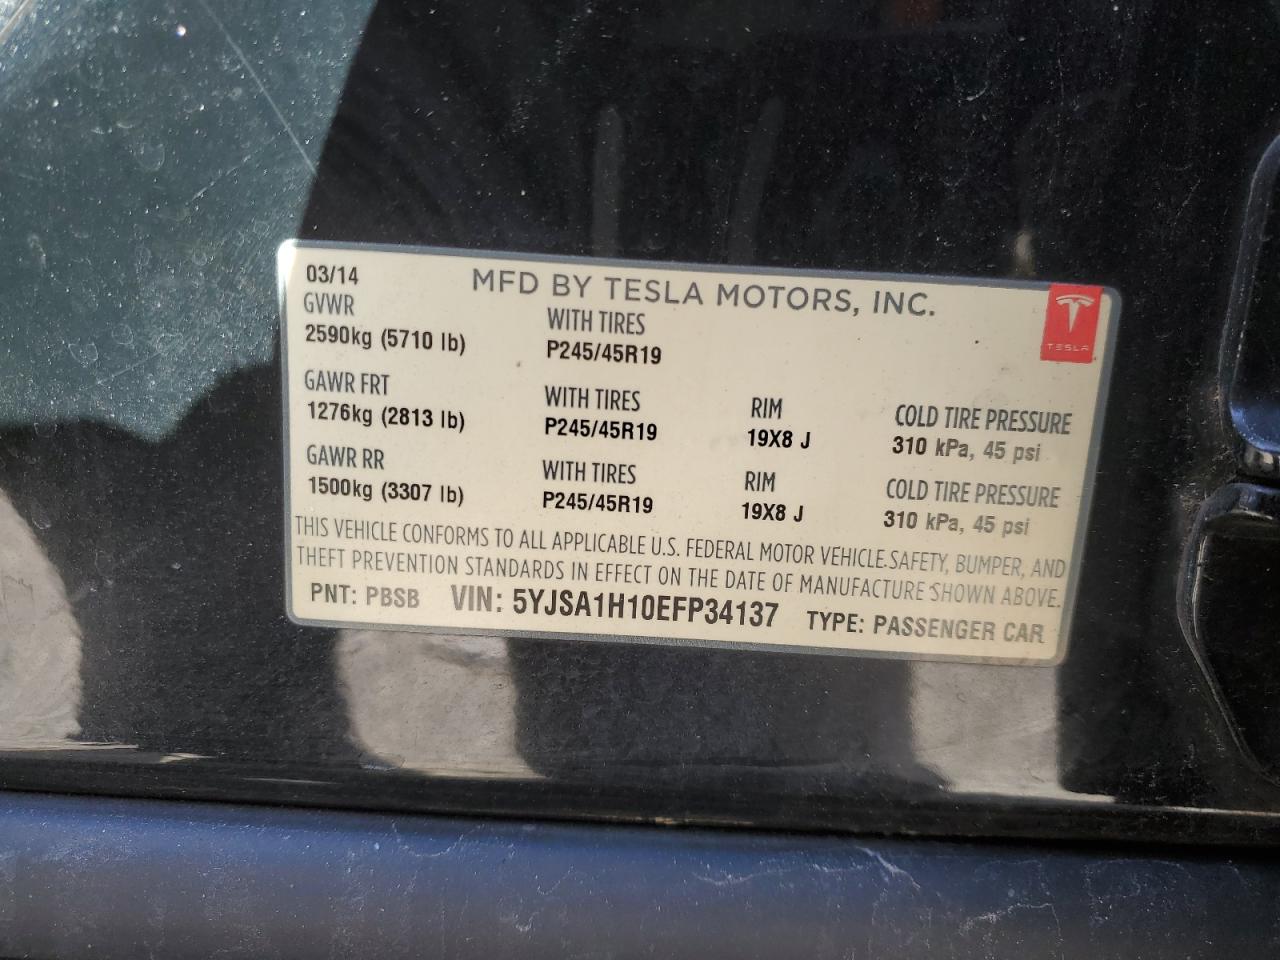 03/14
MFD BY TESLA MOTORS, INC.
GVWR
2590kg (5710 lb)
WITH TIRES
P245/45R19
TESLA
GAWR FRT
1276kg (2813 lb)
WITH TIRES
P245/45R19
RIM
19X8 J
COLD TIRE PRESSURE
310 kPa, 45 psi
GAWR RR
1500kg (3307 lb)
WITH TIRES
P245/45R19
RIM
19X8 J
COLD TIRE PRESSURE
310 kPa, 45 psi
THIS VEHICLE CONFORMS TO ALL APPLICABLE U.S. FEDERAL MOTOR VEHICLE SAFETY, BUMPER, AND
THEFT PREVENTION STANDARDS IN EFFECT ON THE DATE OF MANUFACTURE SHOWN ABOVE.
PNT: PBSB VIN: 5YJSA1H10EFP34137 TYPE: PASSENGER CAR